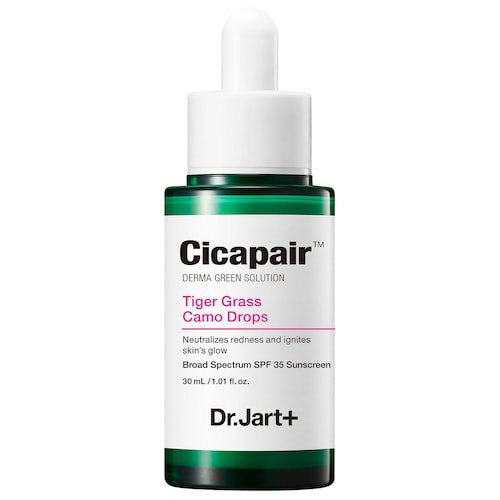 Cicapair™
DERMA GREEN SOLUTION
Tiger Grass
Camo Drops
Neutralizes redness and ignites
skin's glow
Broad Spectrum SPF 35 Sunscreen
30 mL / 1.01 fl. oz.
Dr.Jart+